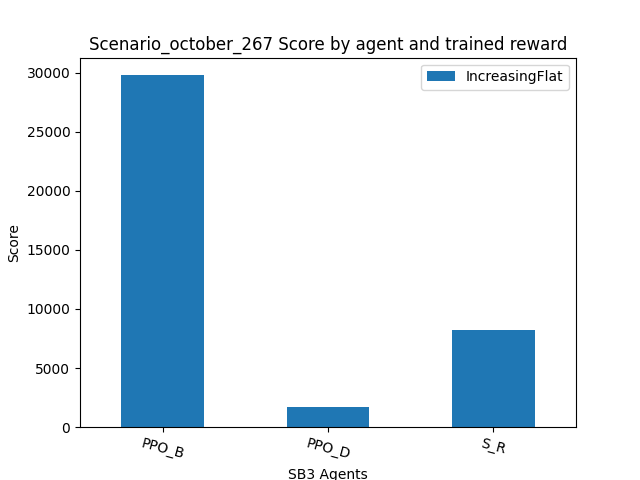 Scenario_october_267 Score by agent and trained reward
IncreasingFlat
Score
30000
25000
20000
15000
10000
5000
0
PPO_B
PPO_D
S_R
SB3 Agents